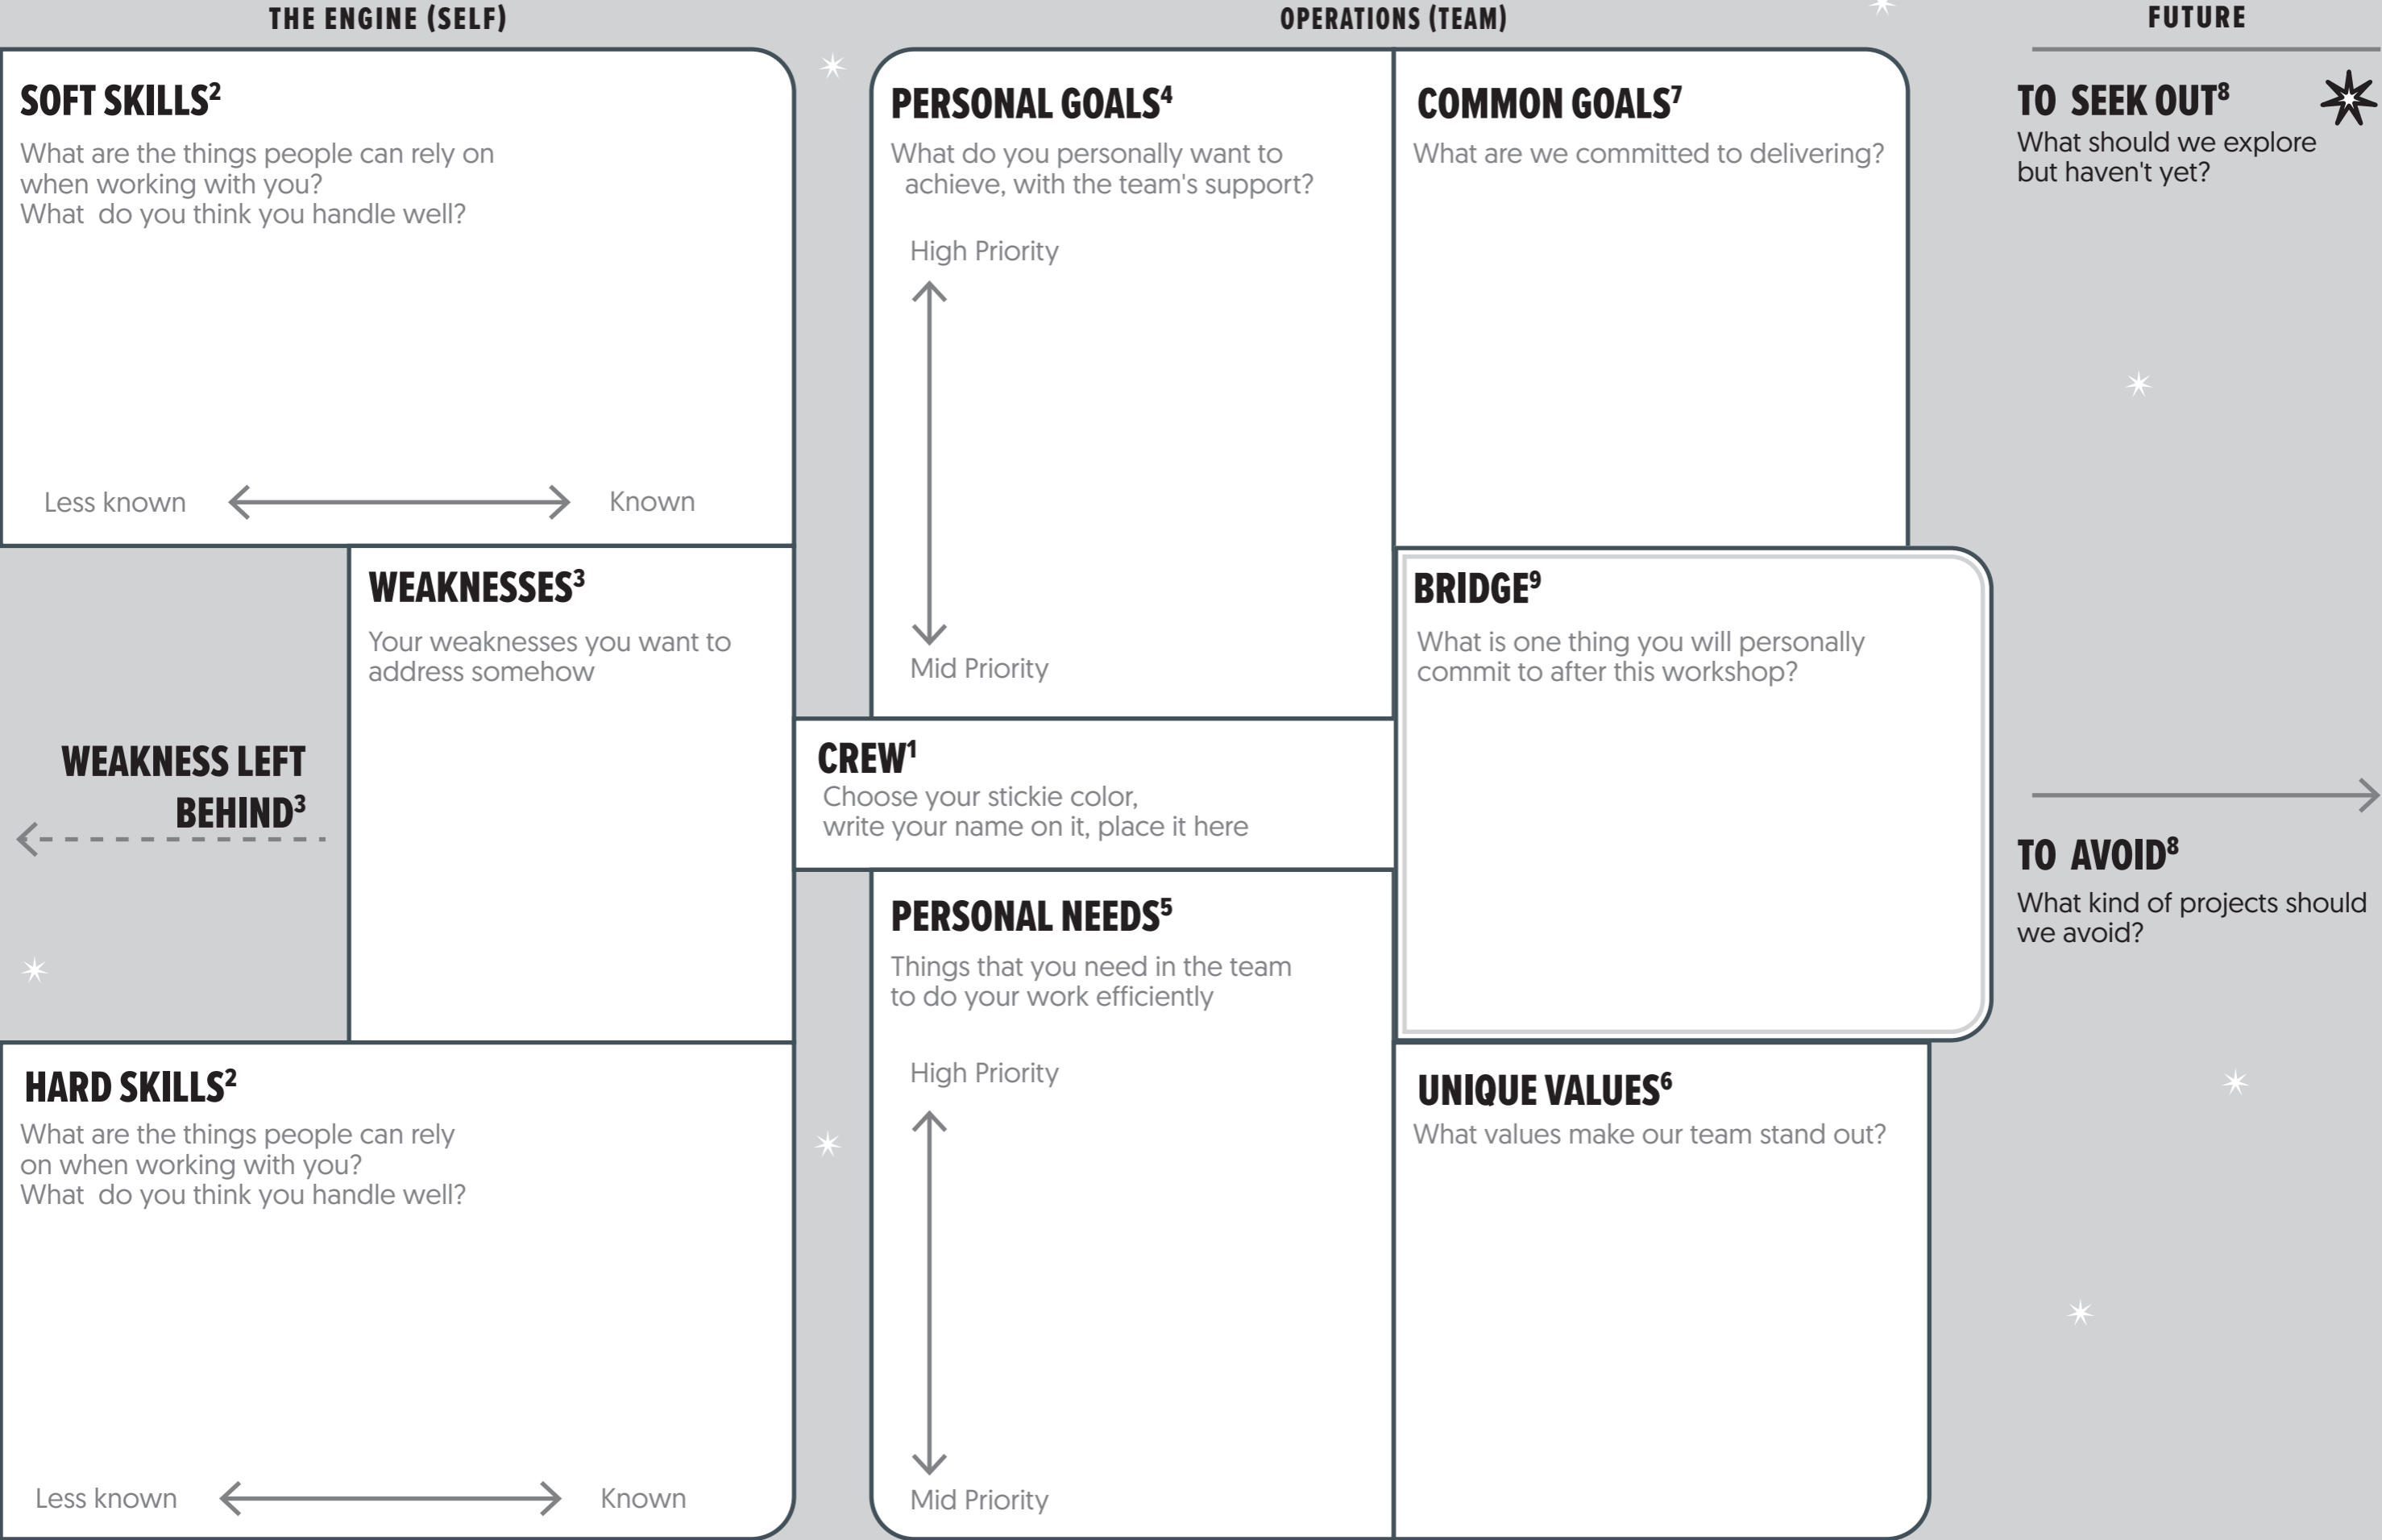 THE ENGINE (SELF)
OPERATIONS (TEAM)
FUTURE
SOFT SKILLS²
What are the things people can rely on
when working with you?
What do you think you handle well?
Less known
Known
WEAKNESSES³
Your weaknesses you want to
address somehow
WEAKNESS LEFT
BEHIND³
HARD SKILLS²
What are the things people can rely
on when working with you?
What do you think you handle well?
Less known
Known
PERSONAL GOALS⁴
What do you personally want to
achieve, with the team's support?
High Priority
Mid Priority
CREW¹
Choose your stickie color,
write your name on it, place it here
PERSONAL NEEDS⁵
Things that you need in the team
to do your work efficiently
High Priority
Mid Priority
COMMON GOALS⁷
What are we committed to delivering?
BRIDGE⁹
What is one thing you will personally
commit to after this workshop?
UNIQUE VALUES⁶
What values make our team stand out?
TO SEEK OUT⁸
What should we explore
but haven't yet?
TO AVOID⁸
What kind of projects should
we avoid?